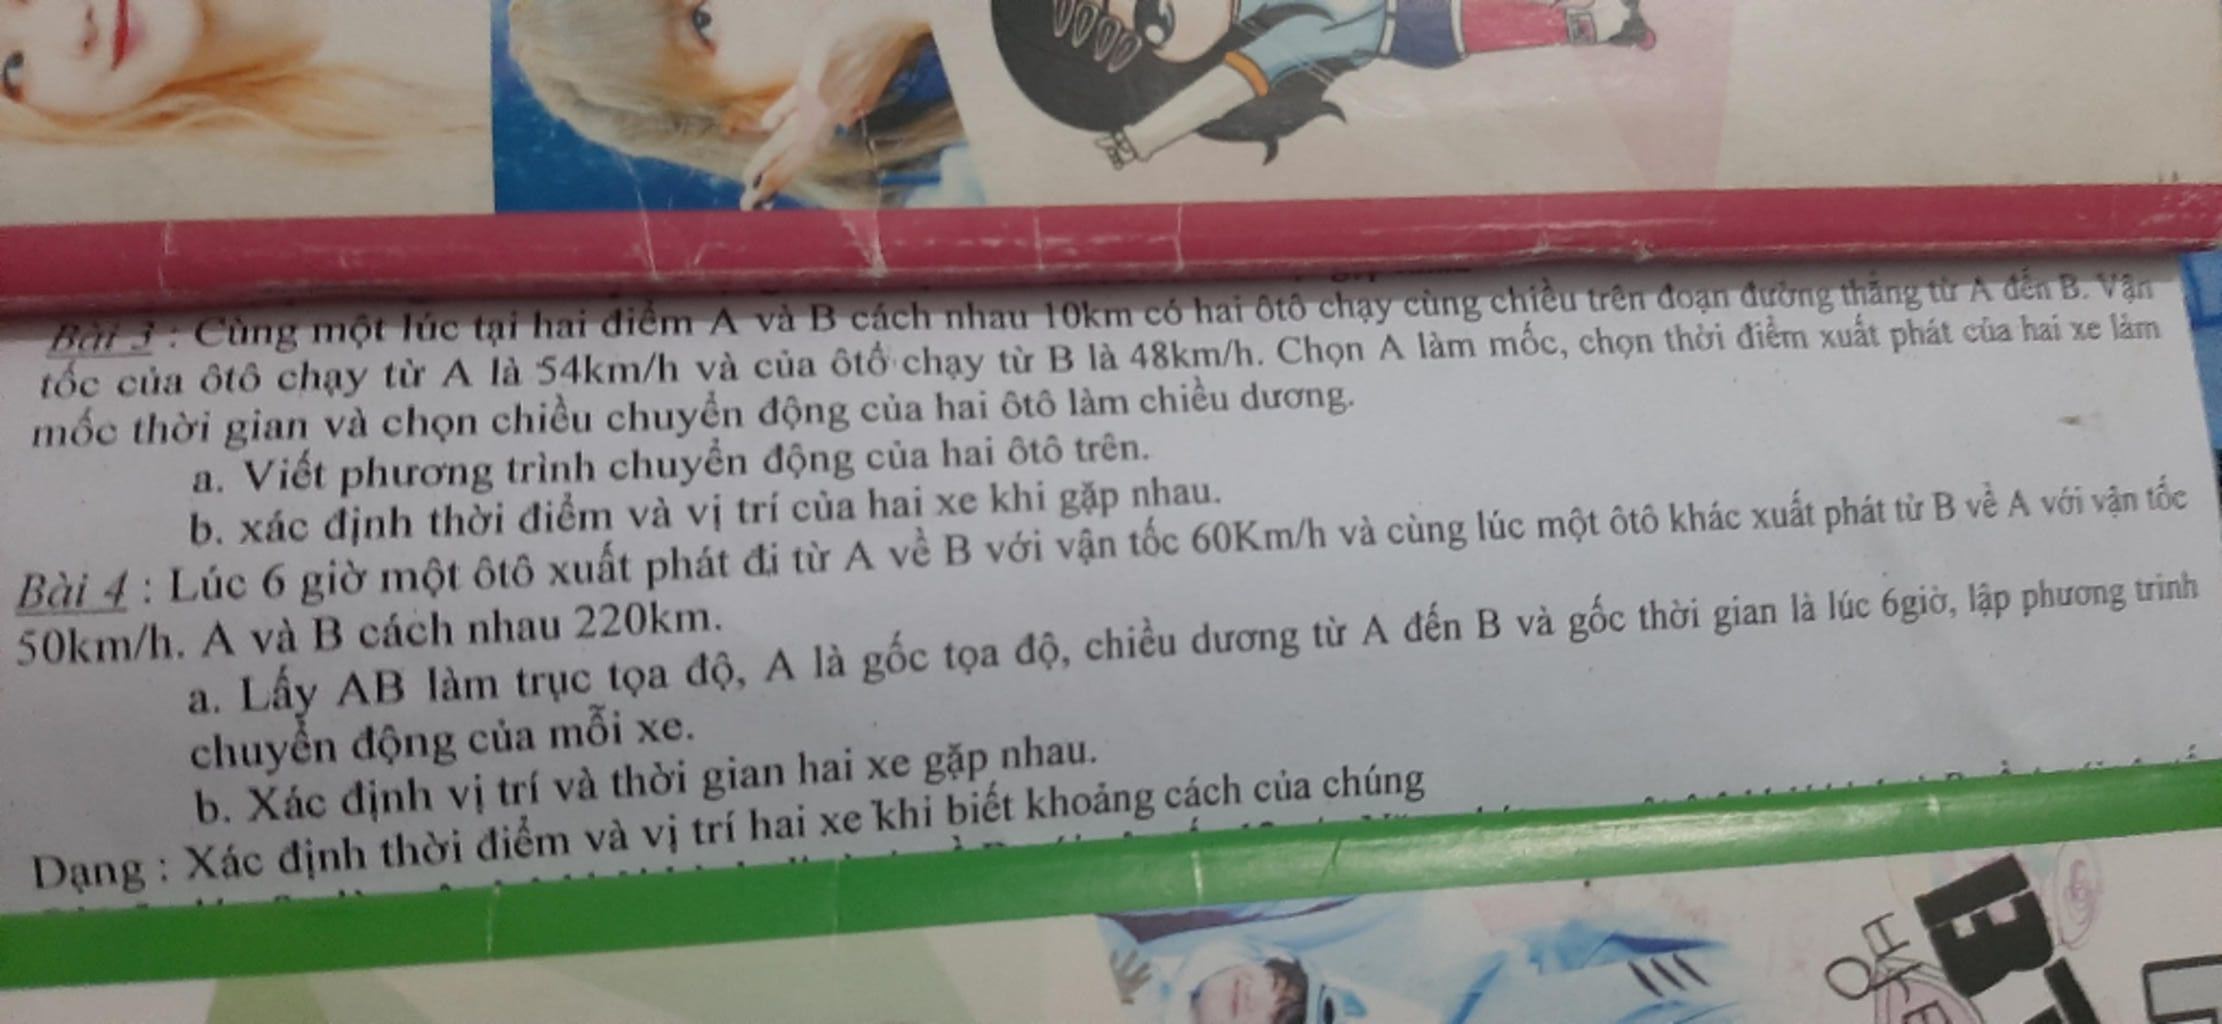 Bài 3 : Cùng một lúc tại hai điểm A và B cách nhau 10km có hai ôtô chạy cùng chiều trên đoạn đường thẳng từ A đến B. Vận
tốc của ôtô chạy từ A là 54km/h và của ôtô chạy từ B là 48km/h. Chọn A làm mốc, chọn thời điểm xuất phát của hai xe làm
mốc thời gian và chọn chiều chuyển động của hai ôtô làm chiều dương.
a. Viết phương trình chuyển động của hai ôtô trên.
b. xác định thời điểm và vị trí của hai xe khi gặp nhau.
Bài 4 : Lúc 6 giờ một ôtô xuất phát đi từ A về B với vận tốc 60Km/h và cùng lúc một ôtô khác xuất phát từ B về A với vận tốc
50km/h. A và B cách nhau 220km.
a. Lấy AB làm trục tọa độ, A là gốc tọa độ, chiều dương từ A đến B và gốc thời gian là lúc 6giờ, lập phương trình
chuyển động của mỗi xe.
b. Xác định vị trí và thời gian hai xe gặp nhau.
Dạng : Xác định thời điểm và vị trí hai xe khi biết khoảng cách của chúng